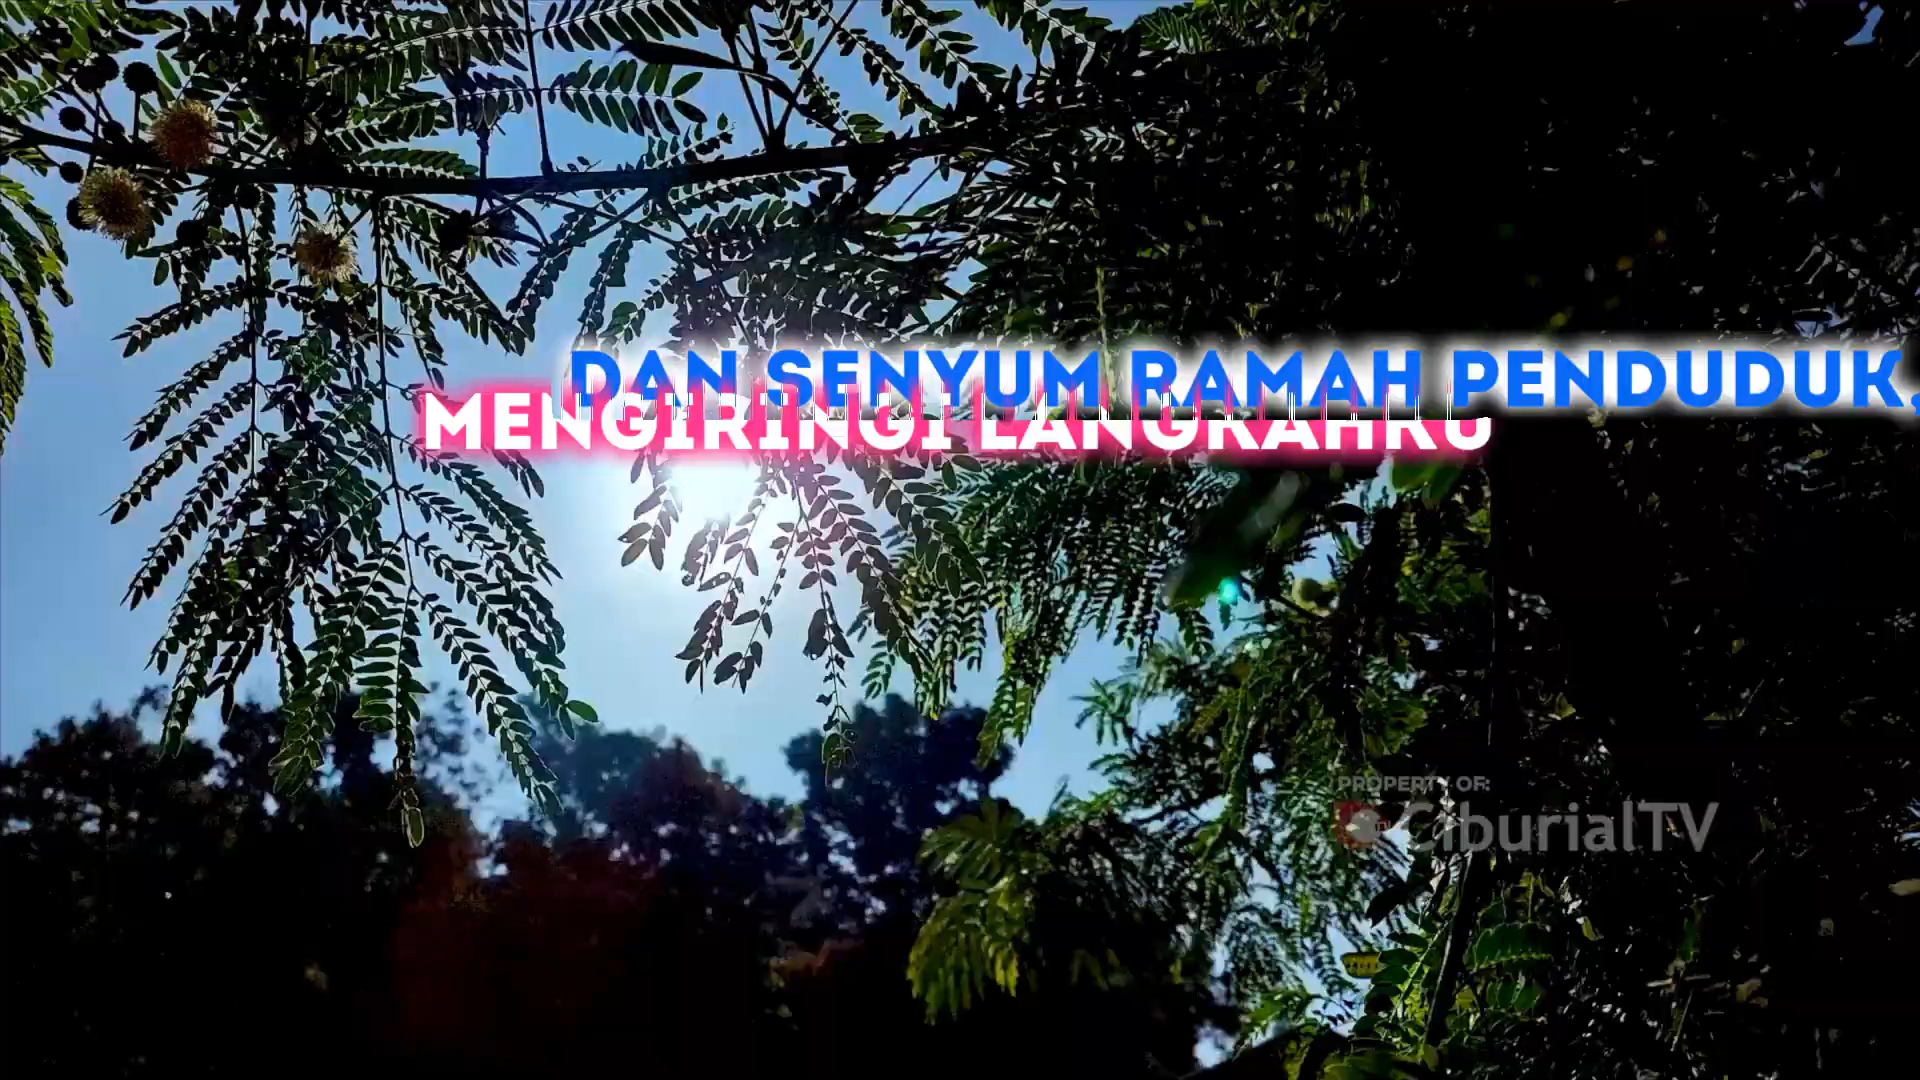 DAN SENYUM RAMAH PENDUDUK,
MENGIRINGI LANGKAHKU
PROPERTY OF:
CiburialTV